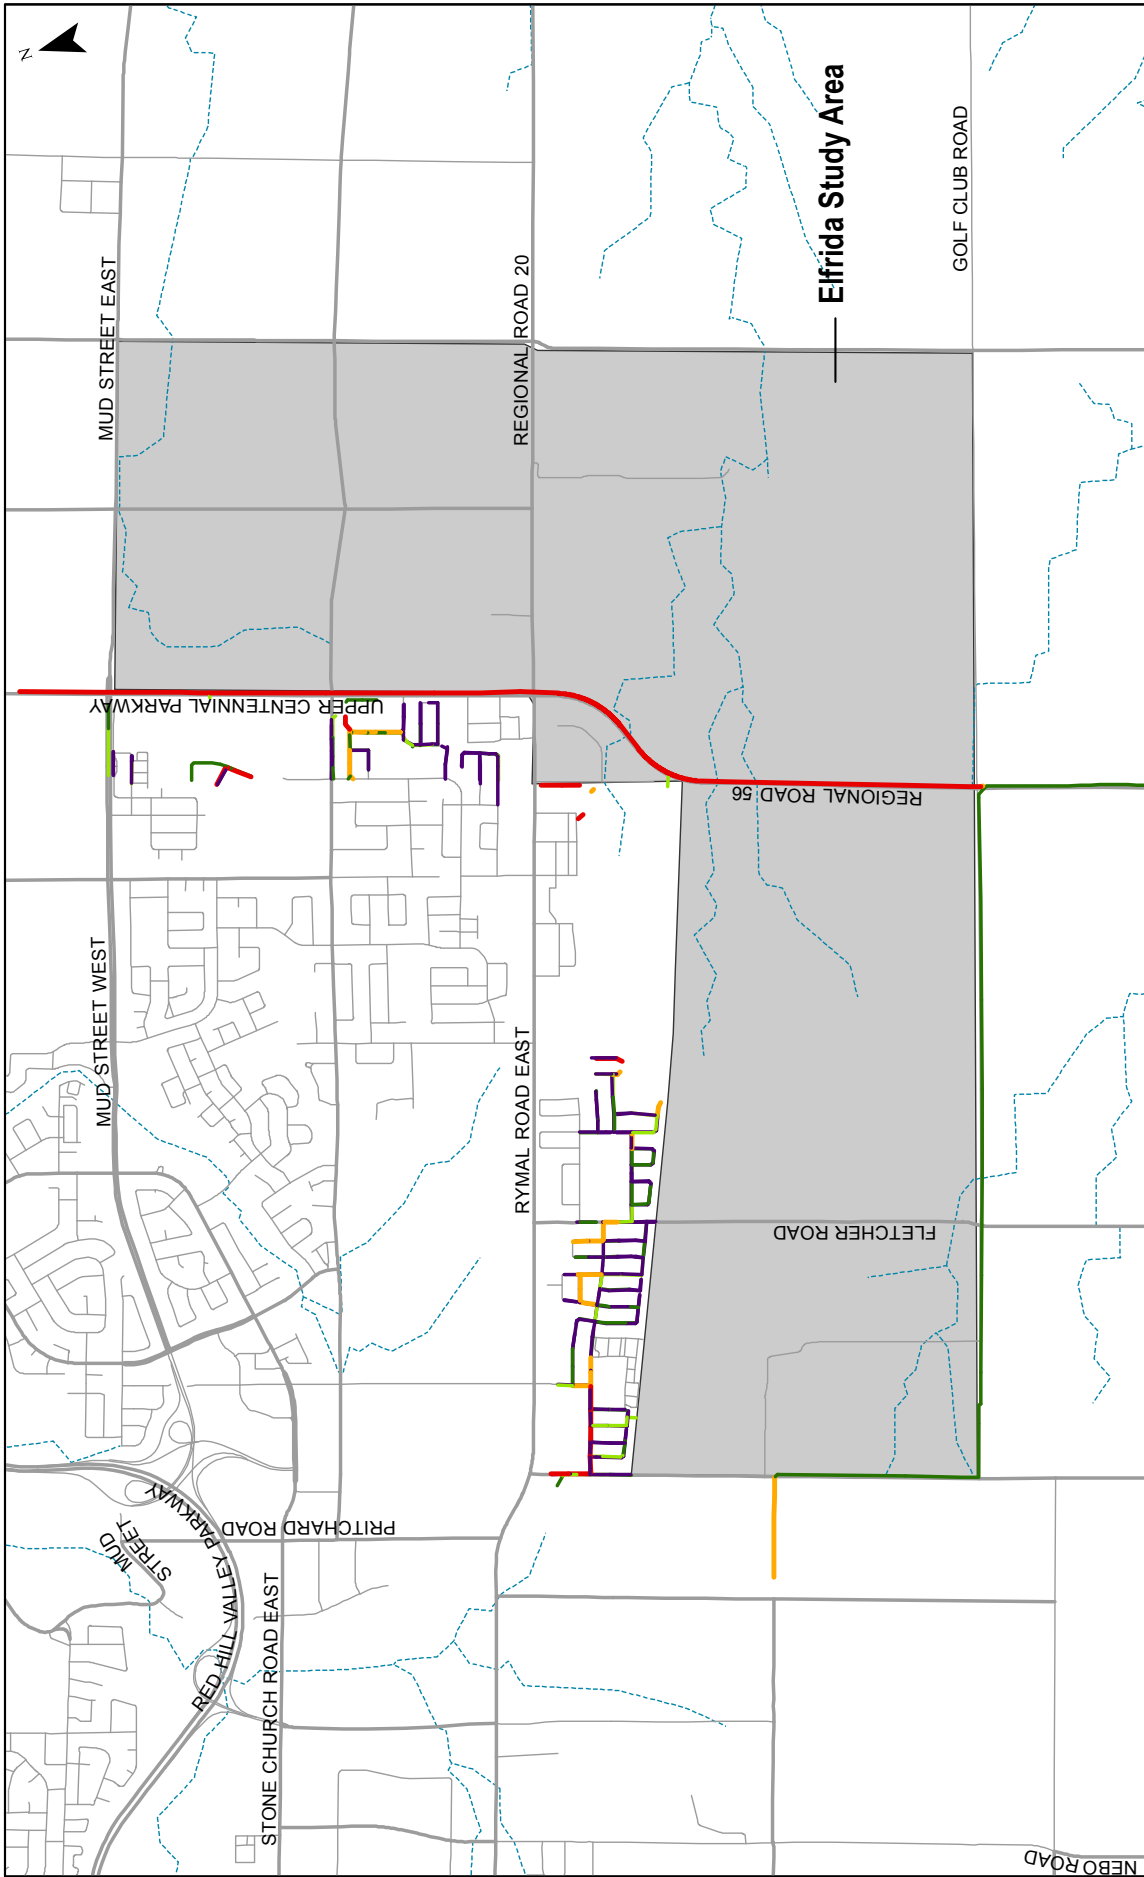 N
MUD STREET EAST
REGIONAL ROAD 20
Elfrida Study Area
GOLF CLUB ROAD
UPPER CENTENNIAL PARKWAY
REGIONAL ROAD 56
MUD STREET WEST
RYMAL ROAD EAST
FLETCHER ROAD
PRITCHARD ROAD
MUD
STREET
RED HILL VALLEY PARKWAY
STONE CHURCH ROAD EAST
NEBO ROAD